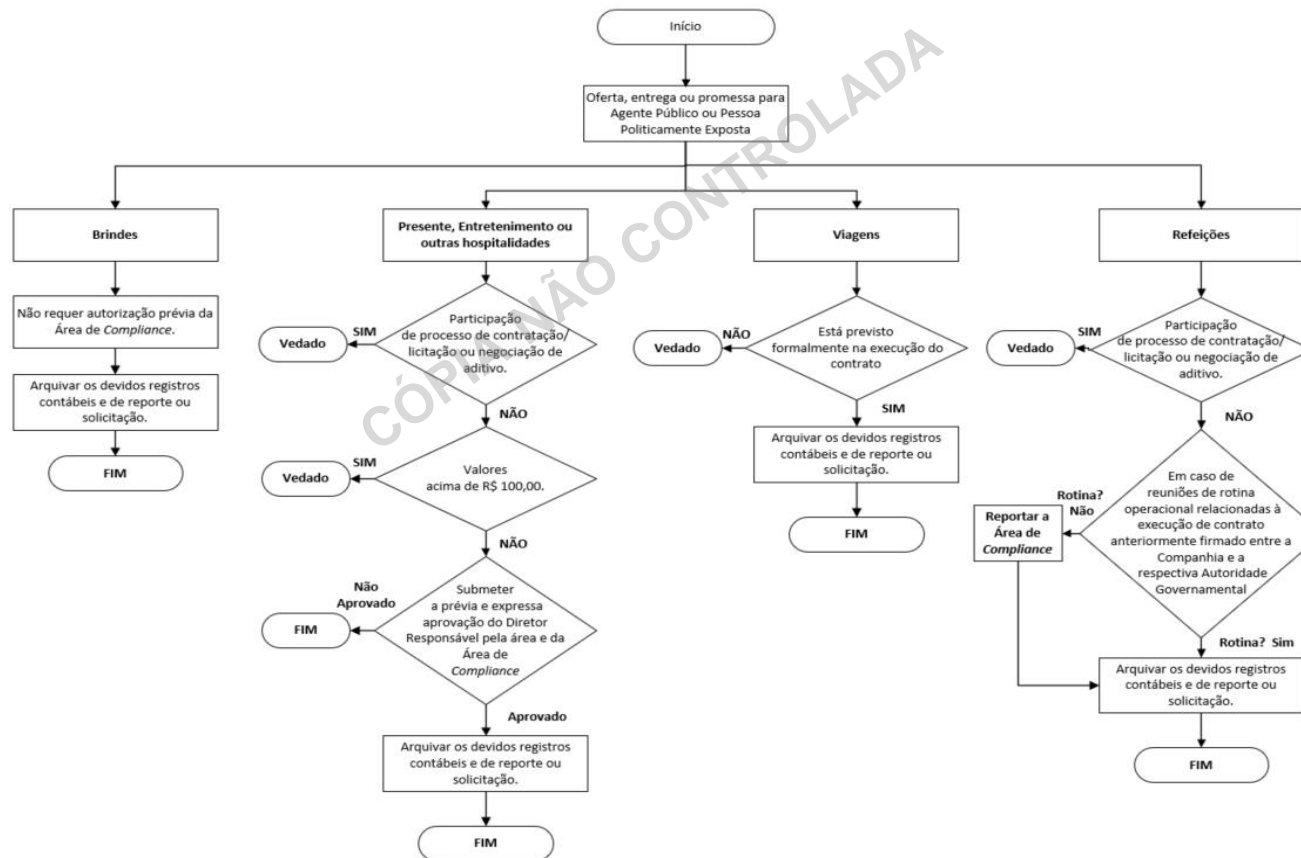 Início
Oferta, entrega ou promessa para
Agente Público ou Pessoa
Politicamente Exposta
Brindes
Não requer autorização prévia da
Área de Compliance.
Arquivar os devidos registros
contábeis e de reporte ou
solicitação.
FIM
Presente, Entretenimento ou
outras hospitalidades
Participação
de processo de contratação/
licitação ou negociação de
aditivo.
SIM
Vedado
NÃO
Valores
acima de R$ 100,00.
SIM
Vedado
NÃO
Submeter
a prévia e expressa
aprovação do Diretor
Responsável pela área e da
Área de
Compliance
Não
Aprovado
FIM
Aprovado
Arquivar os devidos registros
contábeis e de reporte ou
solicitação.
FIM
Viagens
Está previsto
formalmente na execução do
contrato
NÃO
Vedado
SIM
Arquivar os devidos registros
contábeis e de reporte ou
solicitação.
FIM
Refeições
Participação
de processo de contratação/
licitação ou negociação de
aditivo.
SIM
Vedado
NÃO
Em caso de
reuniões de rotina
operacional relacionadas à
execução de contrato
anteriormente firmado entre a
Companhia e a
respectiva Autoridade
Governamental
Rotina?
Não
Reportar a
Área de
Compliance
Rotina? Sim
Arquivar os devidos registros
contábeis e de reporte ou
solicitação.
FIM
CÓPIA NÃO CONTROLADA